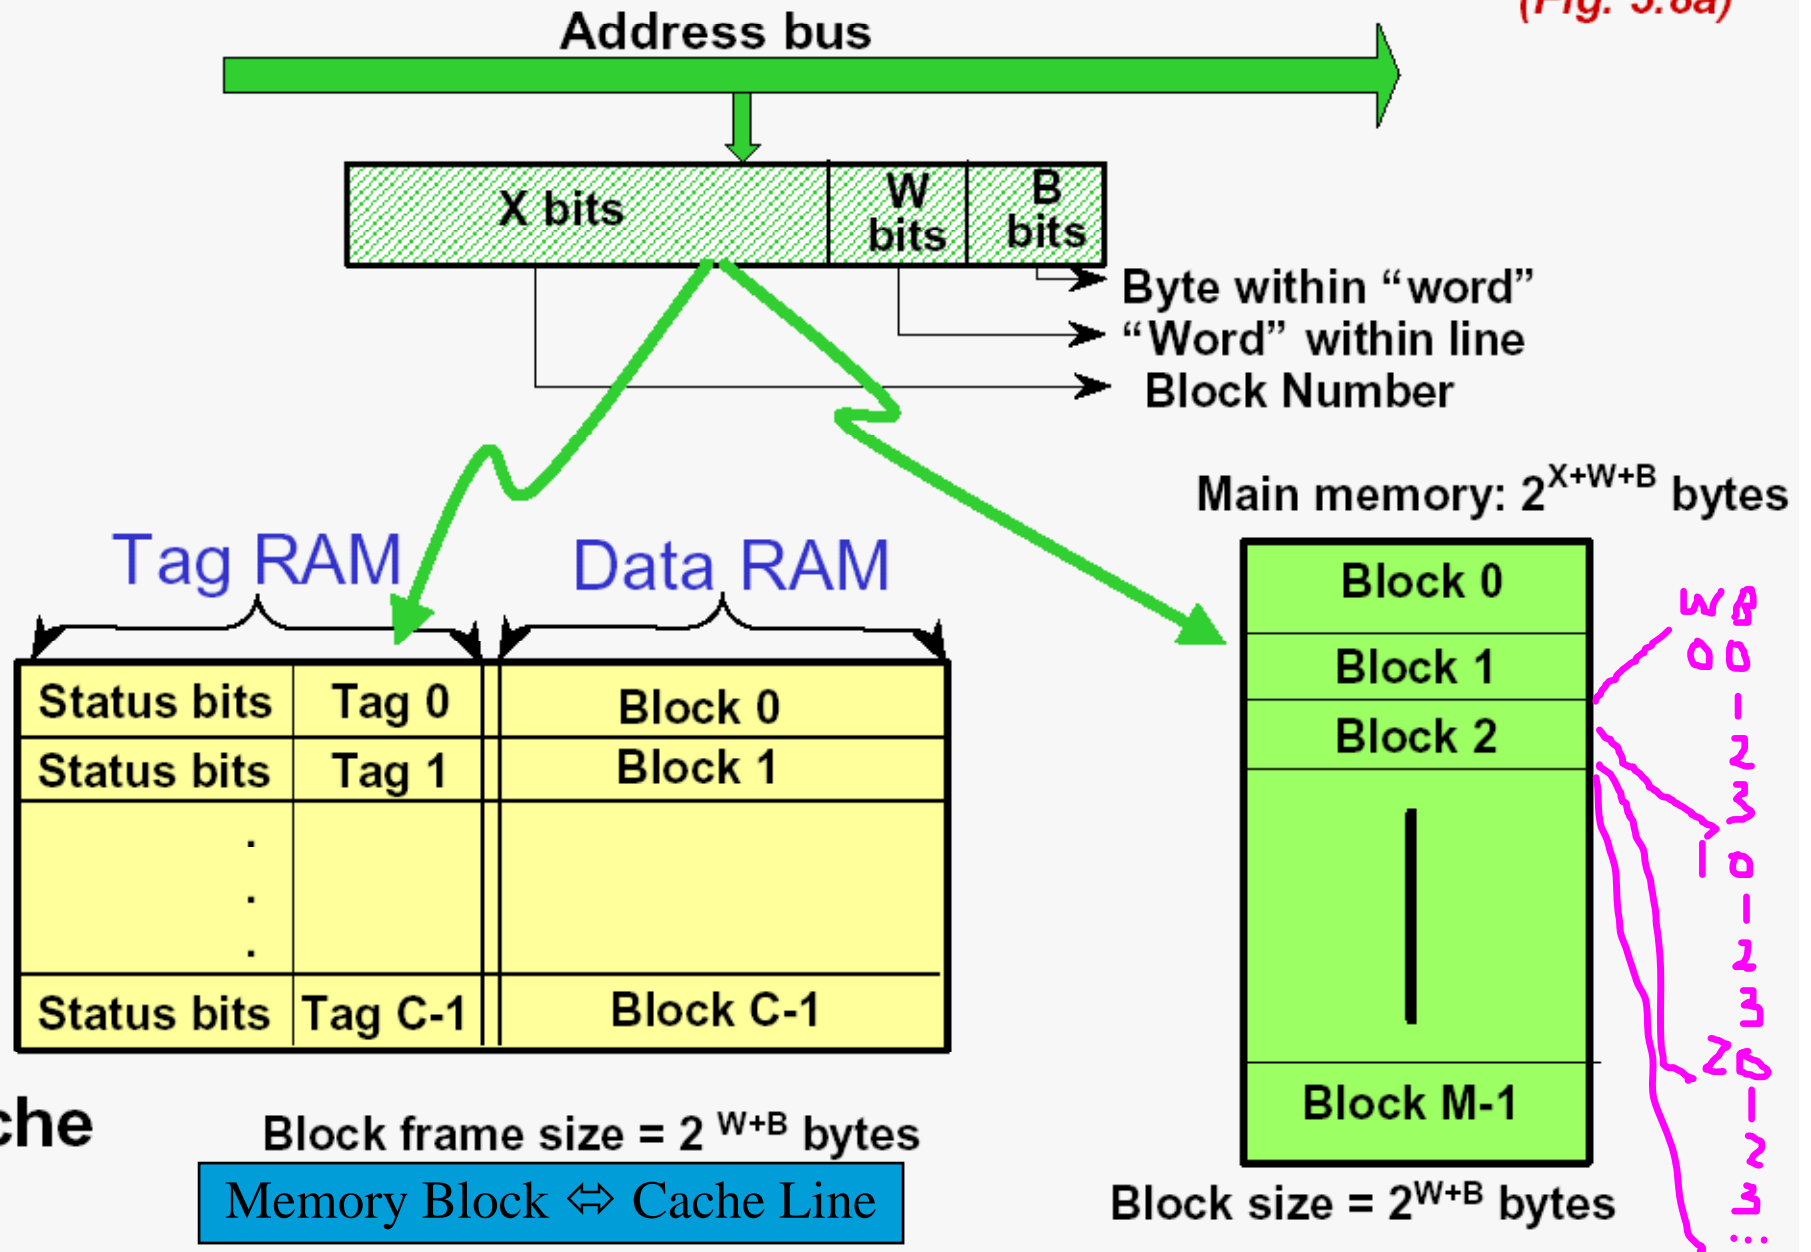 (Fig. 5.8a)
Address bus
X bits
W bits
B bits
Byte within “word”
“Word” within line
Block Number
Main memory: 2^X+W+B bytes
Tag RAM
Data RAM
Status bits Tag 0 Block 0
Status bits Tag 1 Block 1
.
.
.
Status bits Tag C-1 Block C-1
che
Block frame size = 2 ^W+B bytes
Memory Block ⇔ Cache Line
Block 0
Block 1
Block 2
Block M-1
Block size = 2^W+B bytes
W B
0 0
1
2
3
1 0
1
2
3
2 0
1
2
3